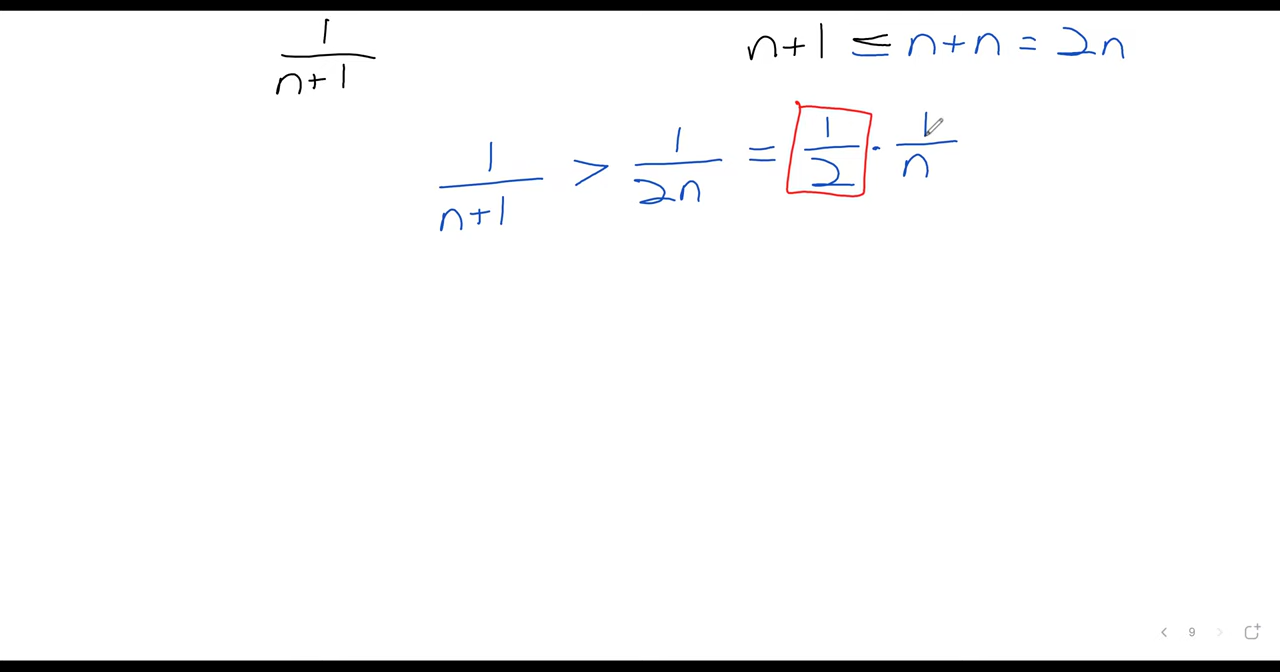 1/(n+1)
n+1 ≤ n+n = 2n
1/(n+1) > 1/(2n) = 1/2 · 1/n
9